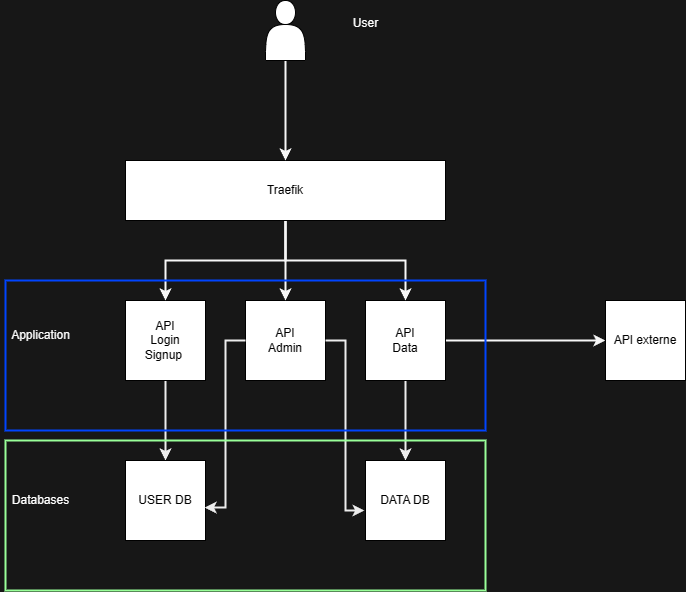 User
Traefik
Application
API
Login
Signup
API
Admin
API
Data
API externe
Databases
USER DB
DATA DB